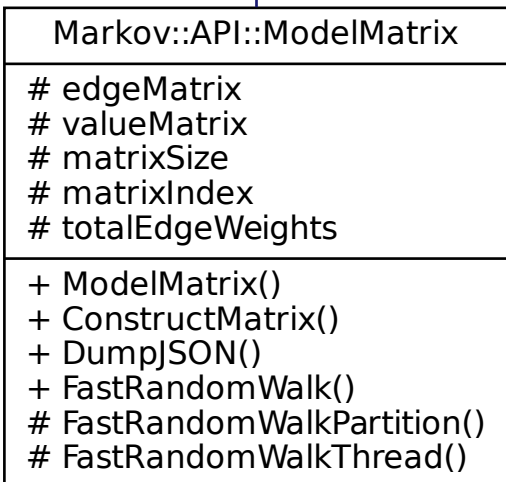 Markov::API::ModelMatrix
# edgeMatrix
# valueMatrix
# matrixSize
# matrixIndex
# totalEdgeWeights
+ ModelMatrix()
+ ConstructMatrix()
+ DumpJSON()
+ FastRandomWalk()
# FastRandomWalkPartition()
# FastRandomWalkThread()